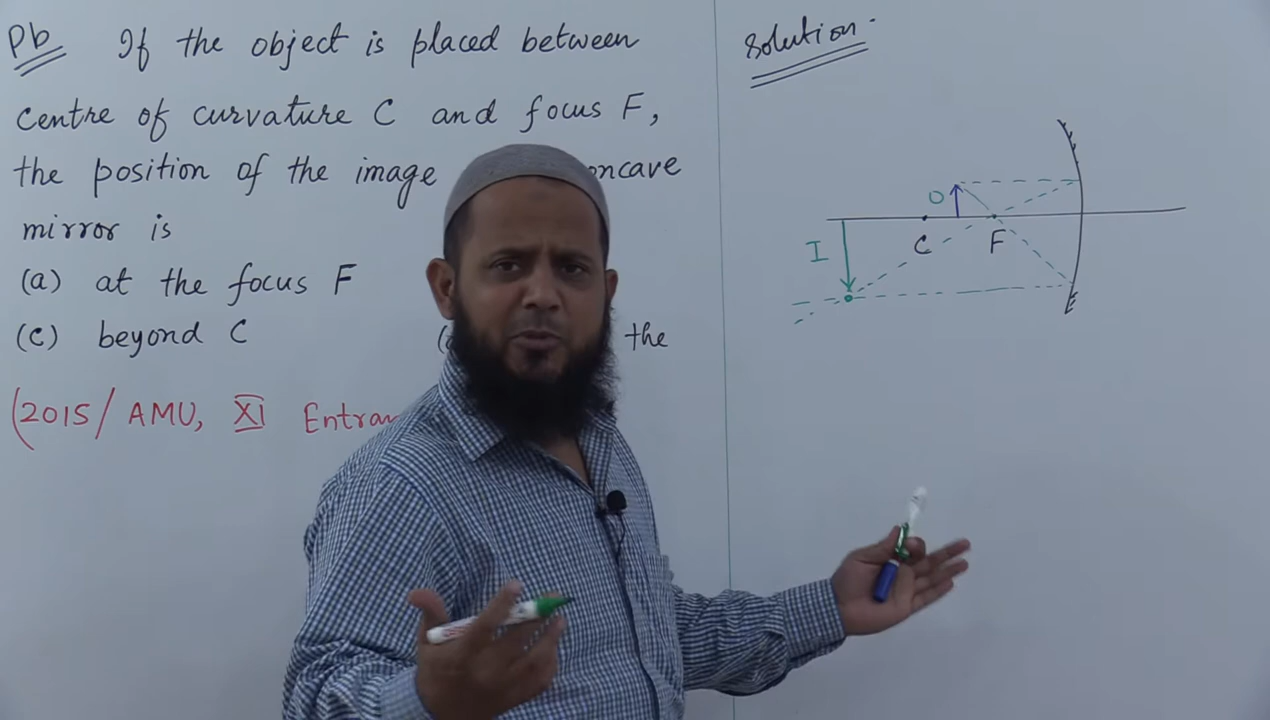 Pb If the object is placed between
centre of curvature C and focus F,
the position of the image concave
mirror is
(a) at the focus F
(c) beyond C the
(2015/ AMU, XI
Solution.
O
I
C
F